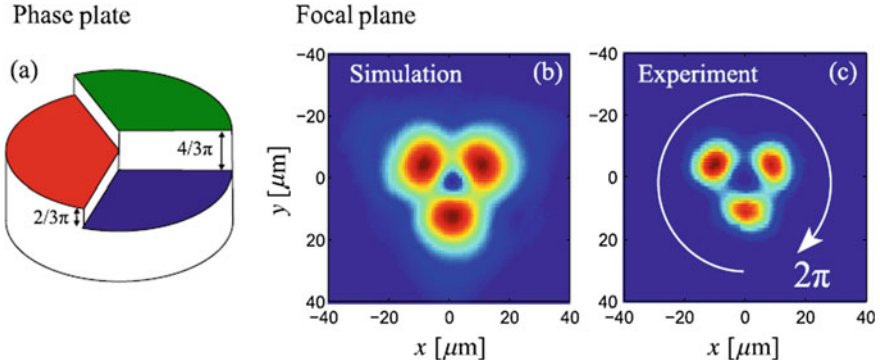 Phase plate
Focal plane
(a)
4/3π
2/3π
Simulation (b)
Experiment (c)
2π
−40
−20
0
20
40
y [μm]
−40 −20 0 20 40
x [μm]
−40
−20
0
20
40
−40 −20 0 20 40
x [μm]